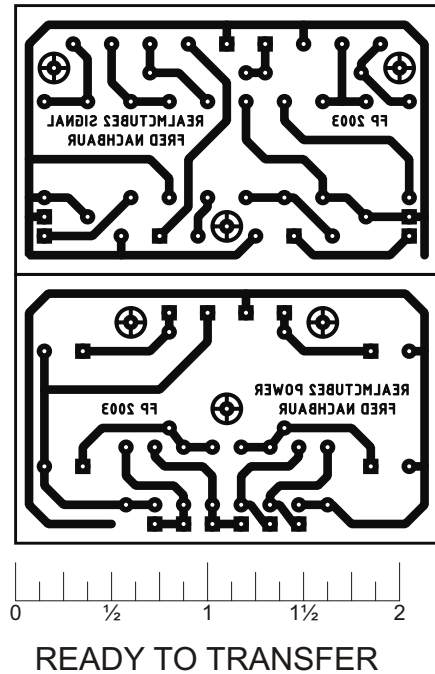 REALMCTUBE2 SIGNAL
FRED NACHBAUR
FP 2003
REALMCTUBE2 POWER
FRED NACHBAUR
FP 2003
0 ½ 1 1½ 2
READY TO TRANSFER